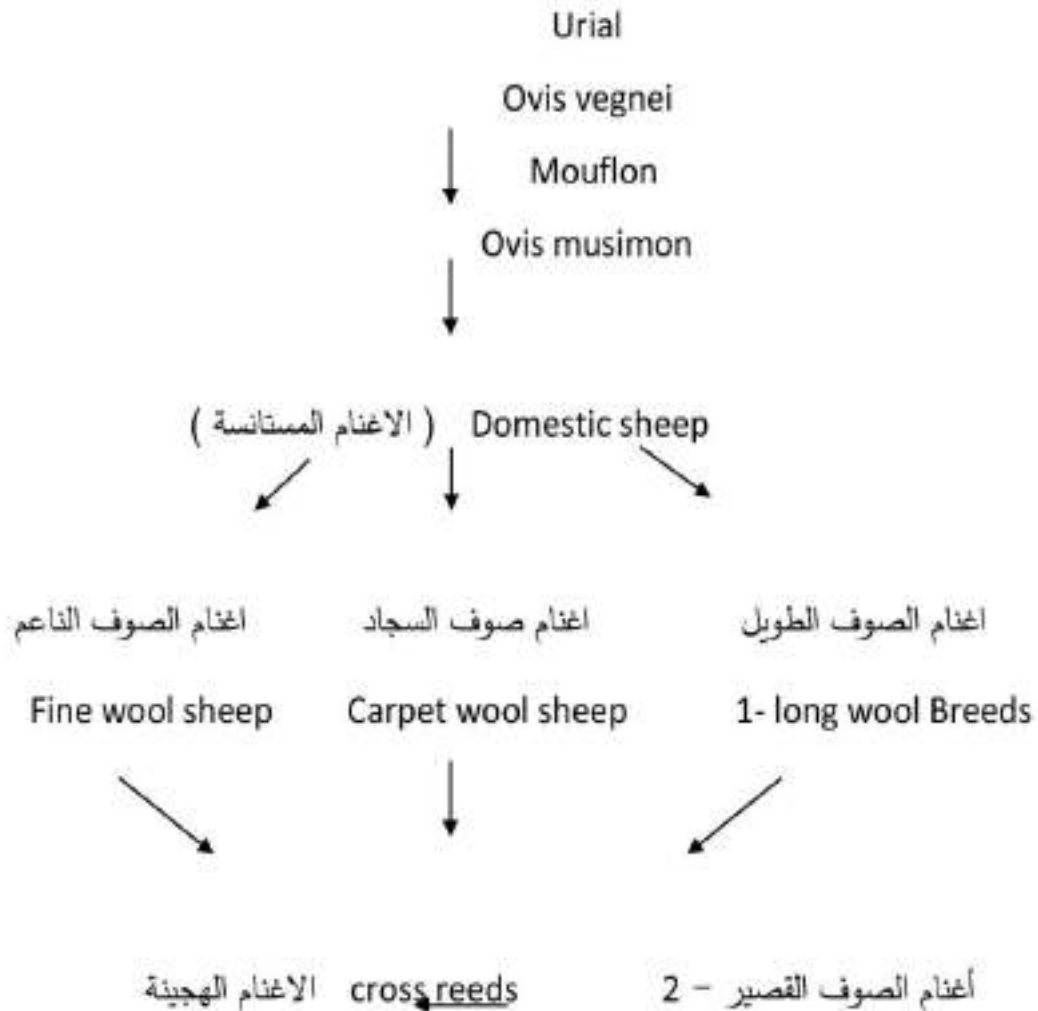 Urial
Ovis vegnei
Mouflon
Ovis musimon
Domestic sheep ( الاغنام المستانسة )
اغنام الصوف الطويل
اغنام صوف السجاد
اغنام الصوف الناعم
Fine wool sheep
Carpet wool sheep
1- long wool Breeds
أغنام الصوف القصير - 2
cross reeds الاغنام الهجينة